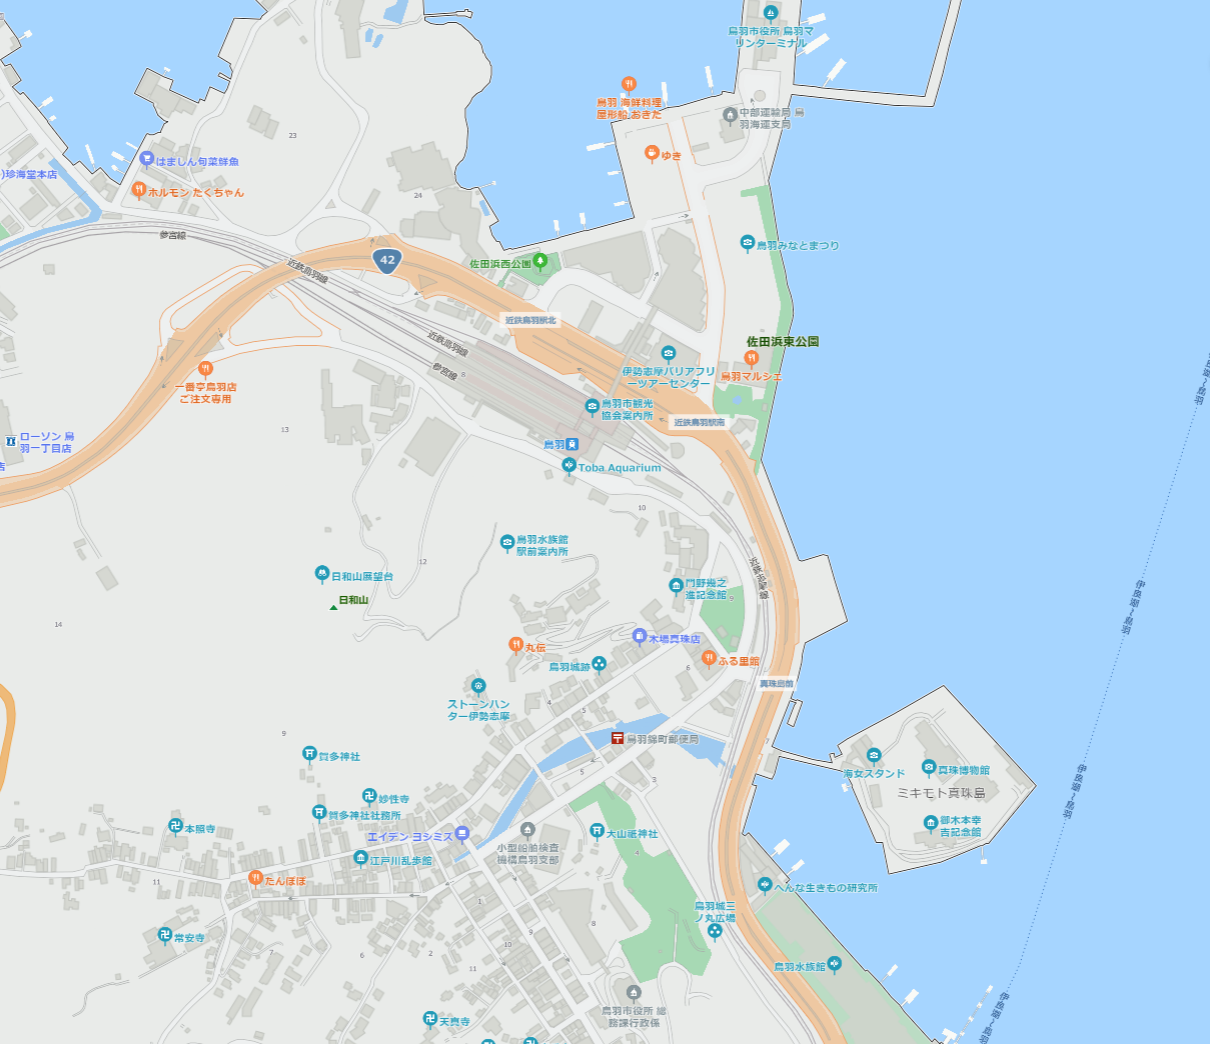 鳥羽市役所 鳥羽マ
リンターミナル
鳥羽 海鮮料理
屋形船 おきた
中部運輸局 鳥
羽海運支局
23
ゆき
はましん旬菜鮮魚
)珍海堂本店
ホルモン たくちゃん
24
参宮線
鳥羽みなとまつり
42
佐田浜西公園
近鉄鳥羽線
近鉄鳥羽駅北
近鉄鳥羽線
佐田浜東公園
参宮線
8
伊勢志摩バリアフリ
ーツアーセンター
鳥羽マルシェ
一番亭鳥羽店
ご注文専用
伊良湖~鳥羽
鳥羽市観光
協会案内所
近鉄鳥羽駅南
13
ローソン 鳥
羽一丁目店
店
鳥羽
Toba Aquarium
10
鳥羽水族館
駅前案内所
12
日和山展望台
日和山
門野幾之
進記念館
9
伊良湖~鳥羽
14
木場真珠店
丸伝
鳥羽城跡
ふる里館
6
真珠島前
ストーンハン
ター伊勢志摩
4
5
9
鳥羽錦町郵便局
7
賀多神社
5
3
海女スタンド
真珠博物館
ミキモト真珠島
伊良湖~鳥羽
妙性寺
賀多神社社務所
御木本幸
吉記念館
本照寺
エイデン ヨシミズ
大山祗神社
小型船舶検査
機構鳥羽支部
4
江戸川乱歩館
11
たんぽぽ
へんな生きもの研究所
1
鳥羽城三
ノ丸広場
8
常安寺
9
10
7
6
2
11
鳥羽水族館
鳥羽市役所 総
務課行政係
天真寺
伊良湖~鳥羽